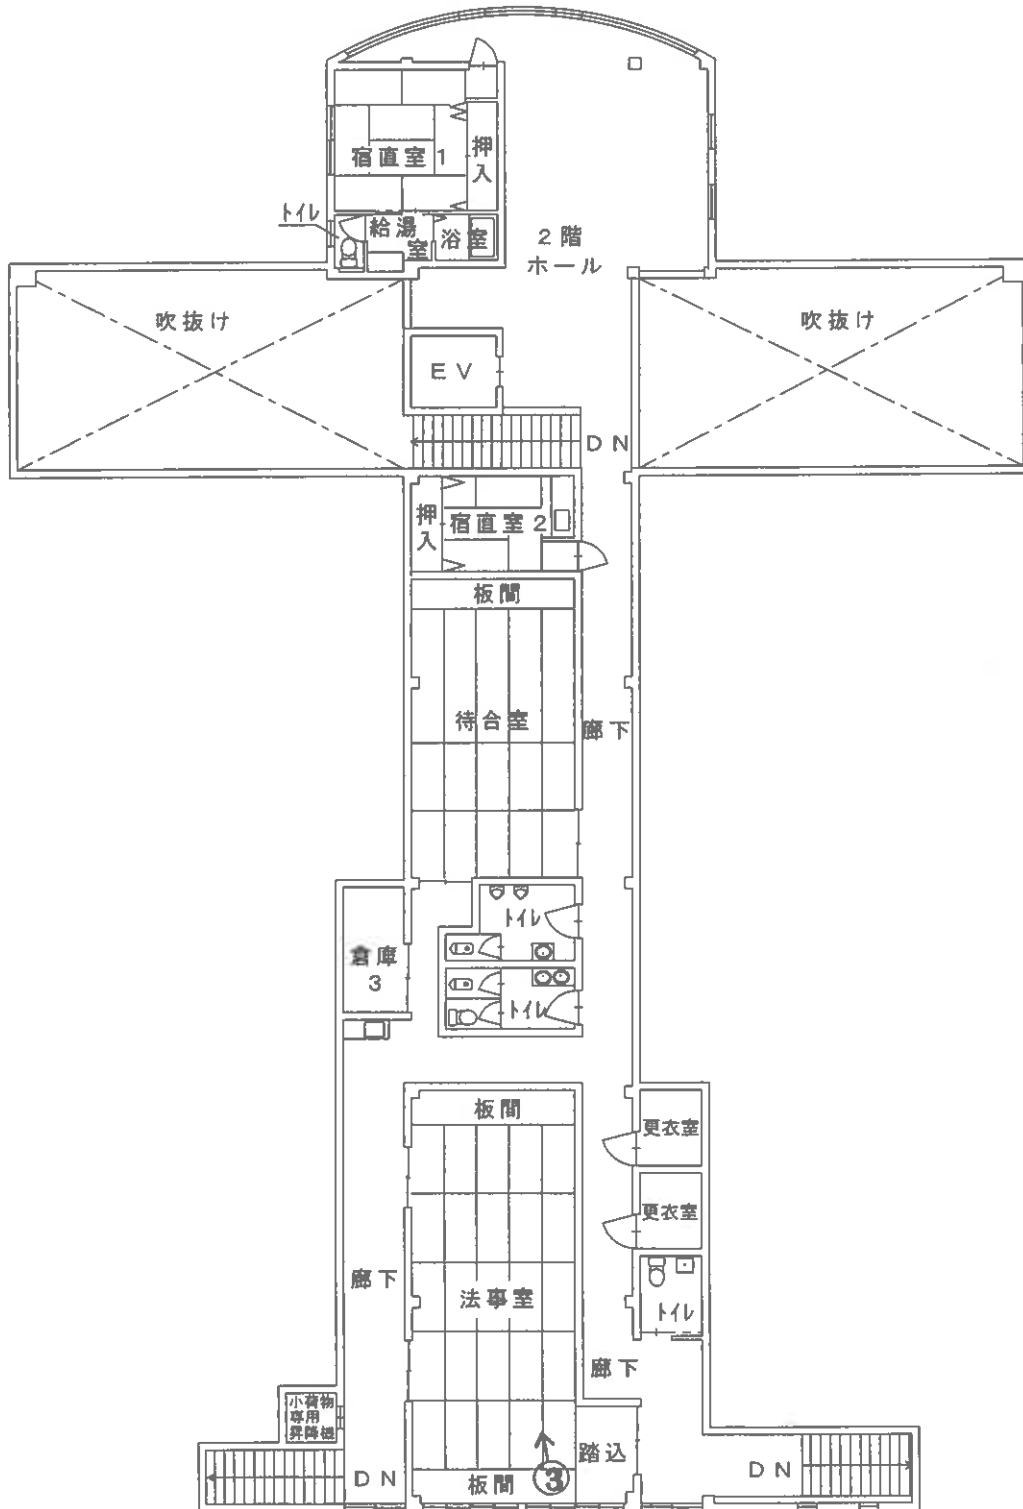 宿直室1
押入
トイレ
給湯室
浴室
2階
ホール
吹抜け
吹抜け
EV
DN
押入
宿直室2
板間
待合室
廊下
トイレ
倉庫
3
トイレ
板間
更衣室
更衣室
廊下
法事室
トイレ
廊下
小荷物
専用
昇降機
踏込
DN
板間
③
DN